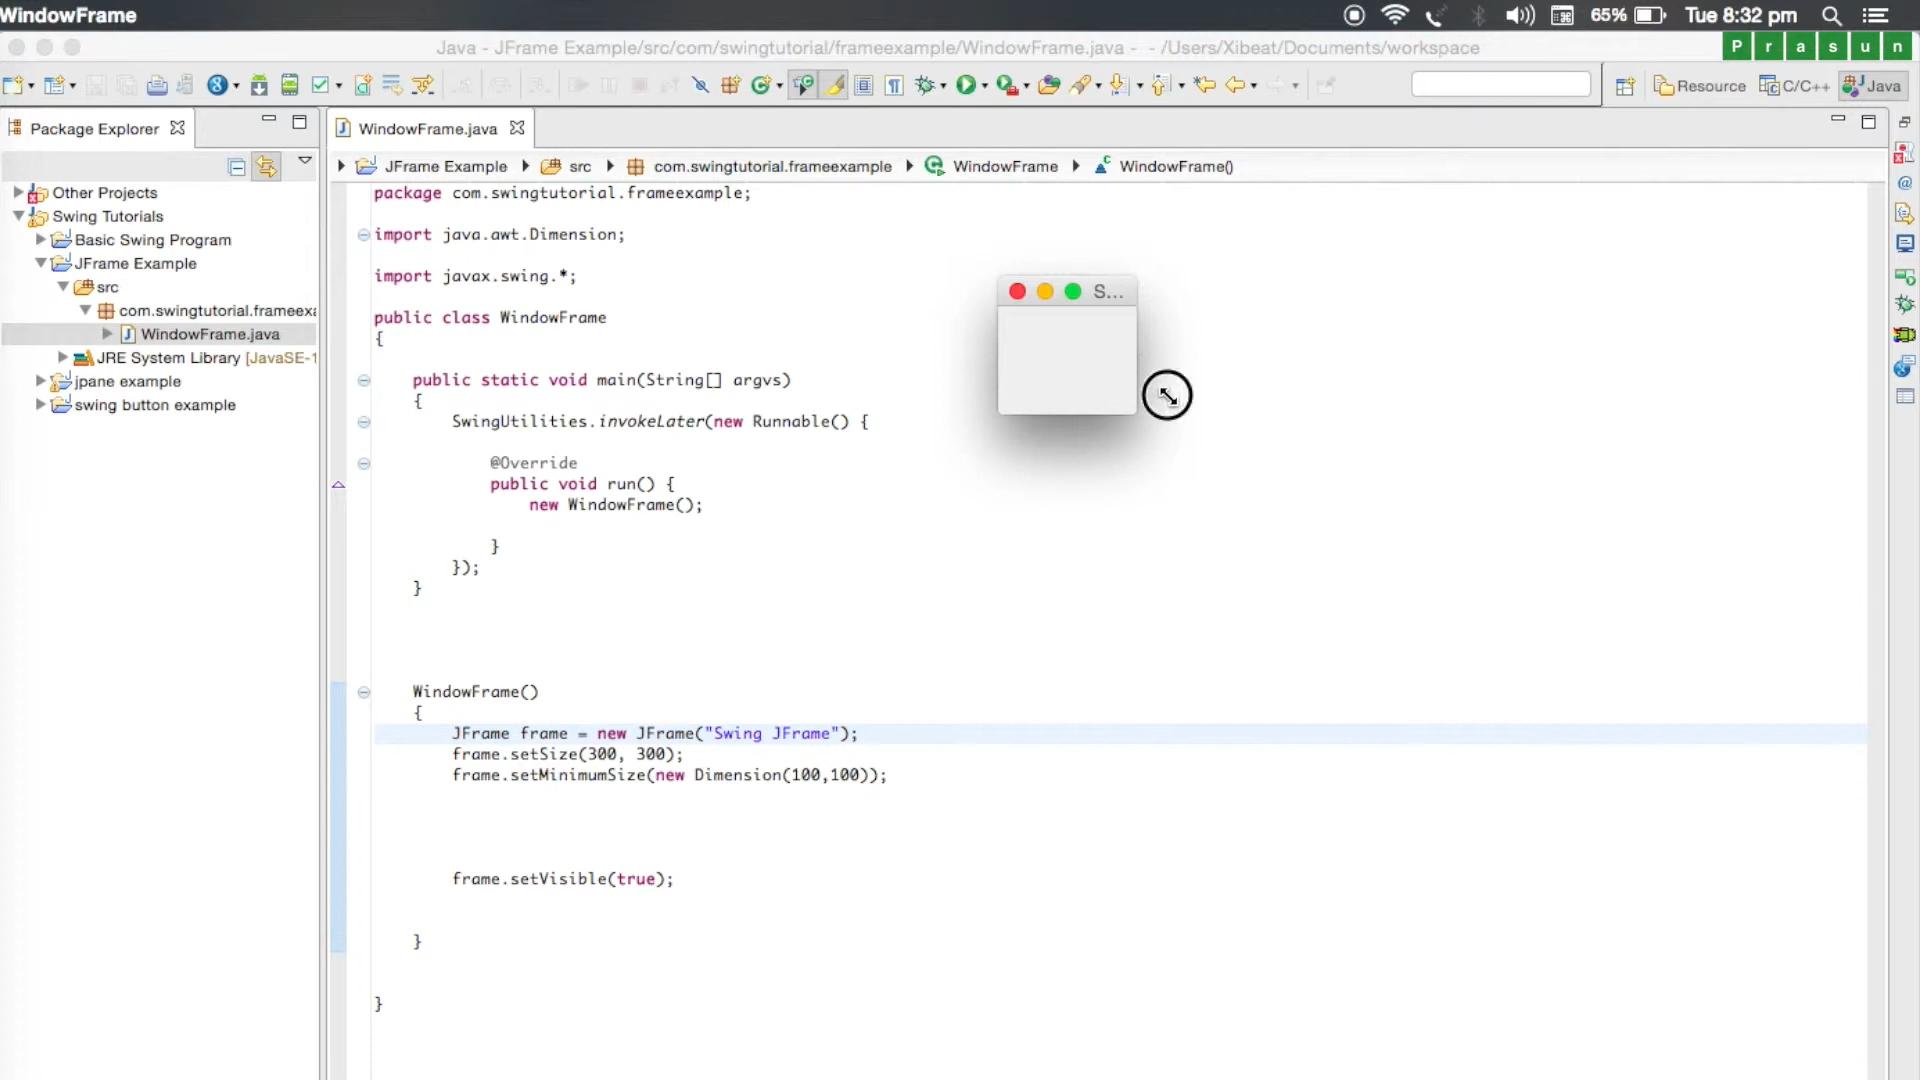 WindowFrame
65%
Tue 8:32 pm
Java - JFrame Example/src/com/swingtutorial/frameexample/WindowFrame.java - - /Users/Xibeat/Documents/workspace
P r a s u n
Resource
C/C++
Java
Package Explorer
WindowFrame.java
JFrame Example
src
com.swingtutorial.frameexample
WindowFrame
WindowFrame()
Other Projects
Swing Tutorials
Basic Swing Program
JFrame Example
src
com.swingtutorial.frameexa
WindowFrame.java
JRE System Library [JavaSE-1
jpane example
swing button example
package com.swingtutorial.frameexample;
import java.awt.Dimension;
import javax.swing.*;
public class WindowFrame
{
public static void main(String[] argvs)
{
SwingUtilities.invokeLater(new Runnable() {
@Override
public void run() {
new WindowFrame();
}
});
}
WindowFrame()
{
JFrame frame = new JFrame("Swing JFrame");
frame.setSize(300, 300);
frame.setMinimumSize(new Dimension(100,100));
frame.setVisible(true);
}
}
S...